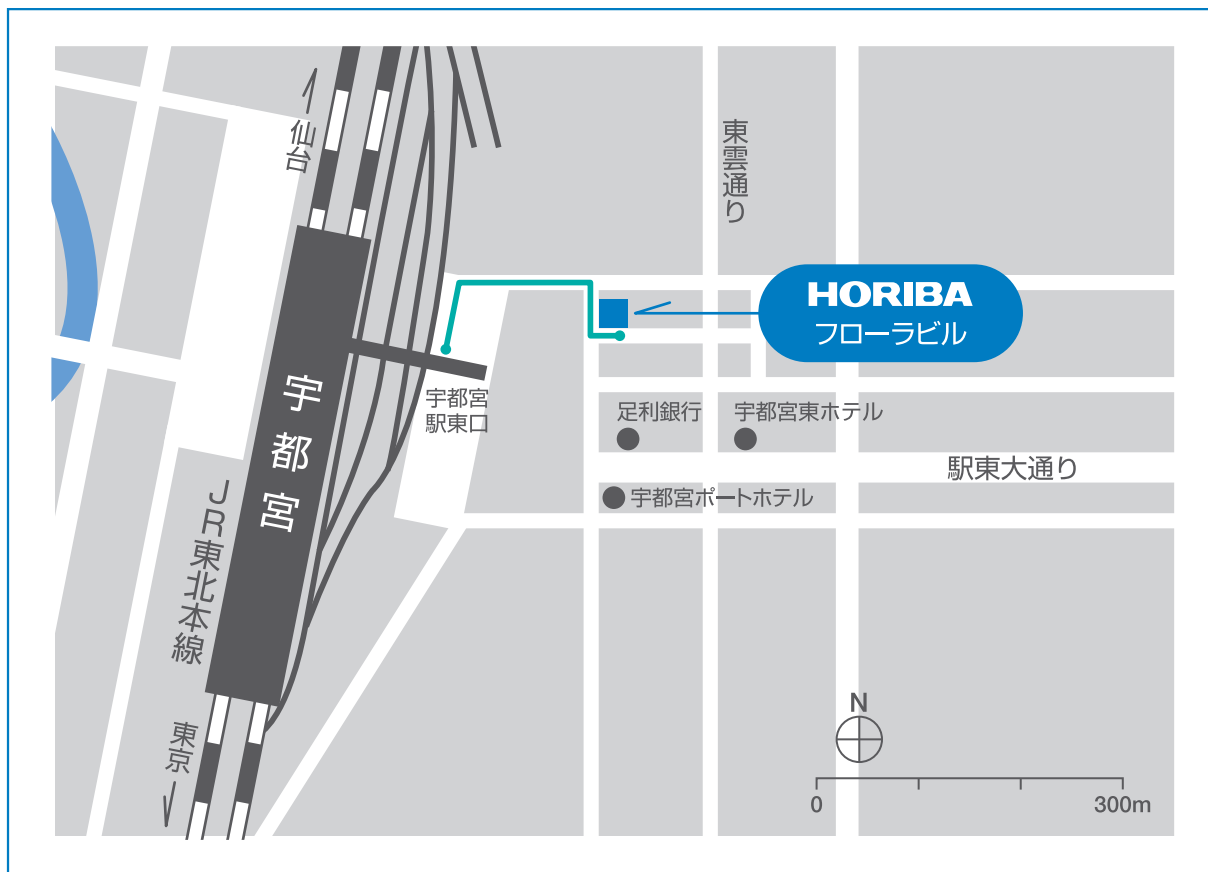 仙台
東雲通り
HORIBA
フローラビル
宇都宮
宇都宮
駅東口
足利銀行
宇都宮東ホテル
駅東大通り
宇都宮ポートホテル
JR東北本線
東京
N
0
300m